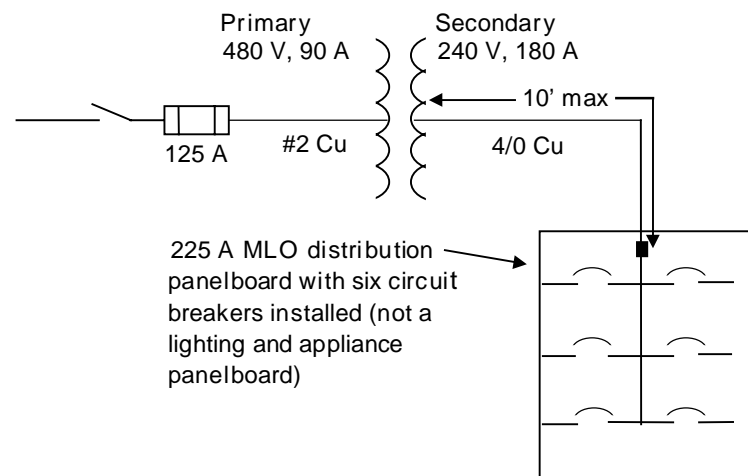 Primary
480 V, 90 A
Secondary
240 V, 180 A
10’ max
125 A
#2 Cu
4/0 Cu
225 A MLO distribution
panelboard with six circuit
breakers installed (not a
lighting and appliance
panelboard)